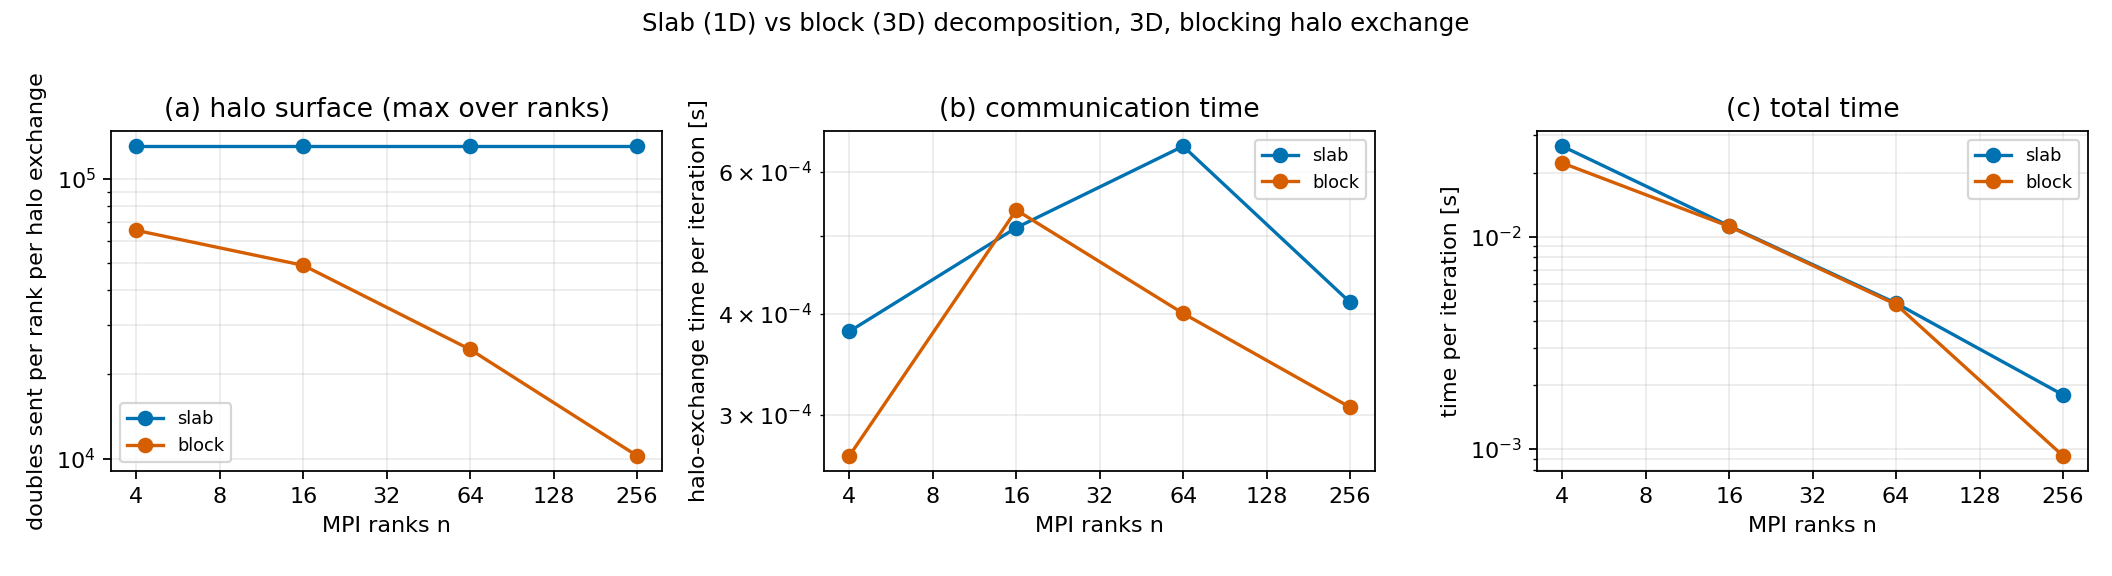 Slab (1D) vs block (3D) decomposition, 3D, blocking halo exchange
(a) halo surface (max over ranks)
doubles sent per rank per halo exchange
10⁵
10⁴
slab
block
4 8 16 32 64 128 256
MPI ranks n
(b) communication time
halo-exchange time per iteration [s]
6 × 10⁻⁴
4 × 10⁻⁴
3 × 10⁻⁴
slab
block
4 8 16 32 64 128 256
MPI ranks n
(c) total time
time per iteration [s]
10⁻²
10⁻³
slab
block
4 8 16 32 64 128 256
MPI ranks n